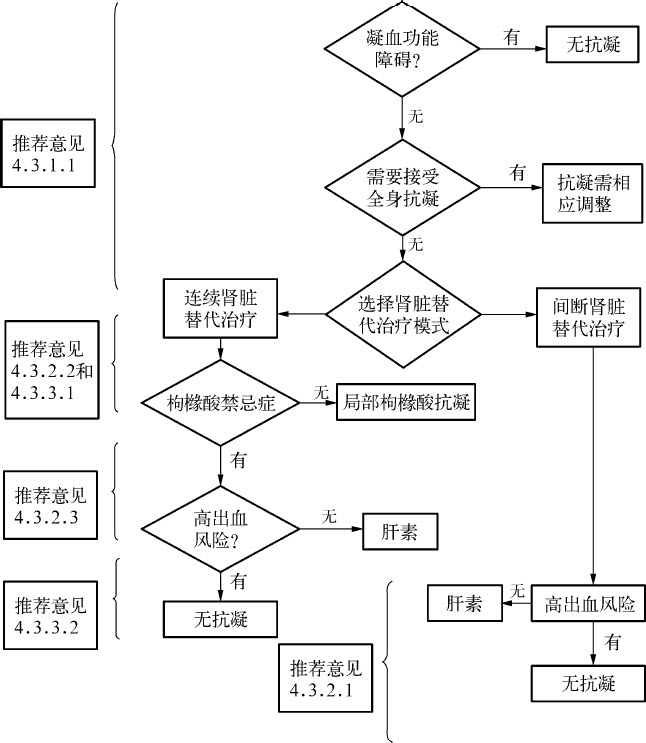 凝血功能
障碍?
有
无抗凝
无
推荐意见
4.3.1.1
需要接受
全身抗凝
有
抗凝需相
应调整
无
连续肾脏
替代治疗
选择肾脏替
代治疗模式
间断肾脏
替代治疗
推荐意见
4.3.2.2和
4.3.3.1
枸橼酸禁忌症
无
局部枸橼酸抗凝
有
推荐意见
4.3.2.3
高出血
风险?
无
肝素
有
推荐意见
4.3.3.2
无抗凝
肝素
无
高出血风险
有
无抗凝
推荐意见
4.3.2.1